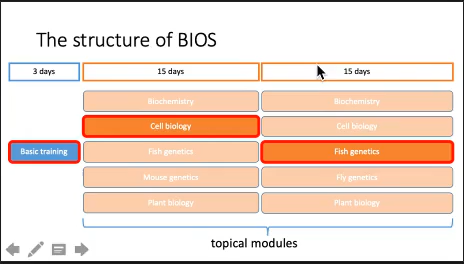 The structure of BIOS
3 days 15 days 15 days
Biochemistry Biochemistry
Cell biology Cell biology
Basic training Fish genetics Fish genetics
Mouse genetics Fly genetics
Plant biology Plant biology
topical modules